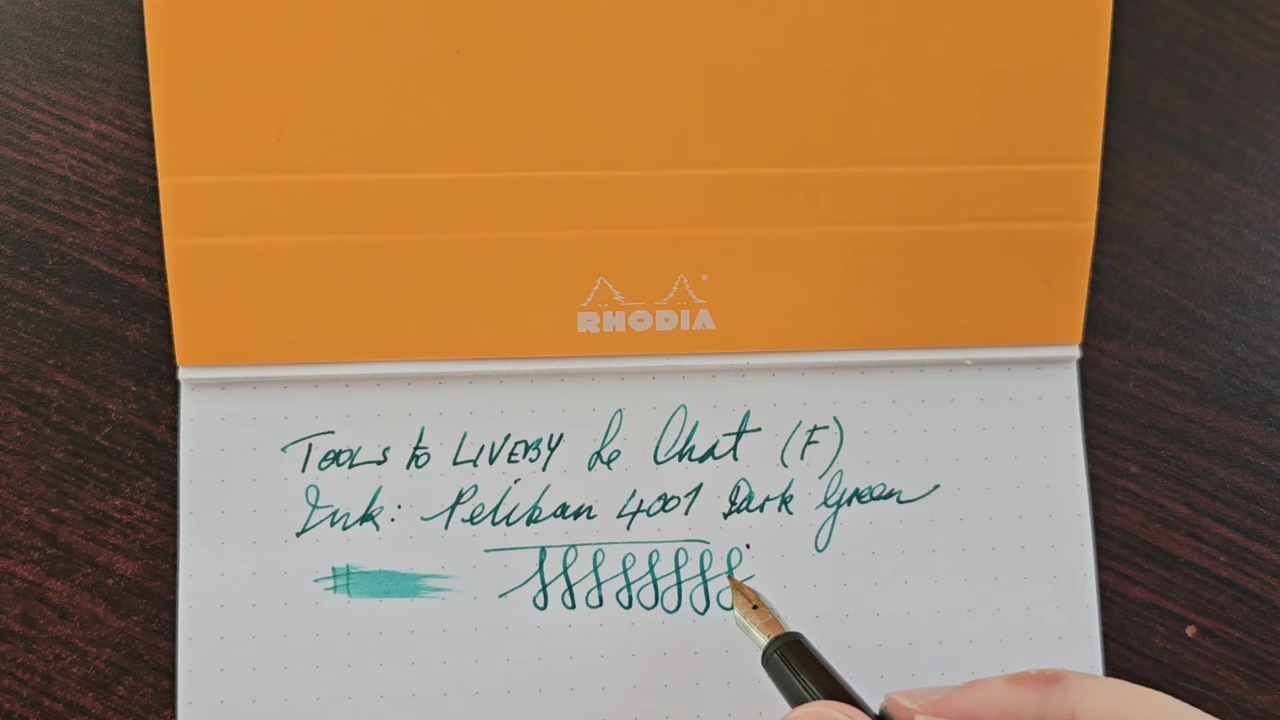 RHODIA
TOOLS to LIVEBY Le Chat (F)
Ink: Pelikan 4001 Dark Green